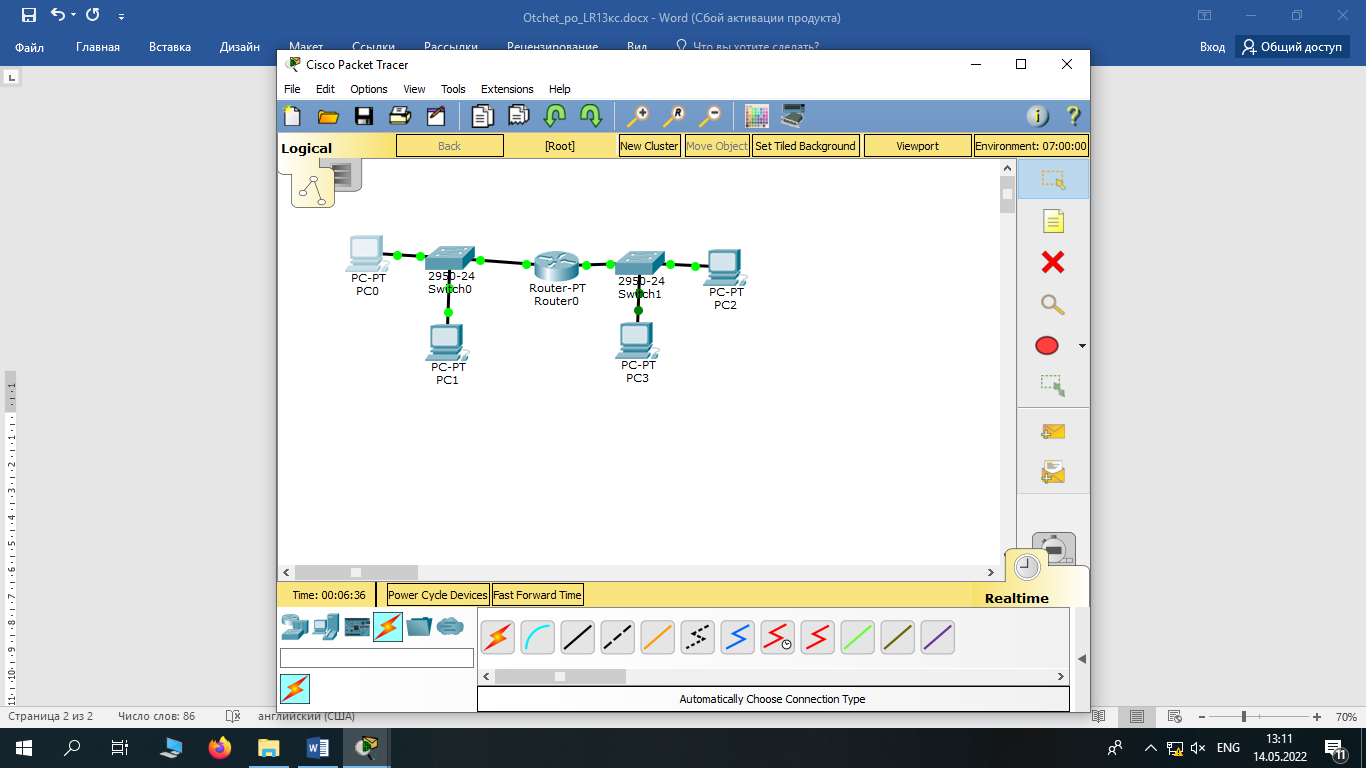 Otchet_po_LR13кс.docx - Word (Сбой активации продукта)
Файл Главная Вставка Дизайн Макет Ссылки Рассылки Рецензирование Вид Что вы хотите сделать? Вход Общий доступ
Cisco Packet Tracer
File Edit Options View Tools Extensions Help
Logical Back [Root] New Cluster Move Object Set Tiled Background Viewport Environment: 07:00:00
PC-PT
PC0
2950-24
Switch0
Router-PT
Router0
2950-24
Switch1
PC-PT
PC2
PC-PT
PC1
PC-PT
PC3
Time: 00:06:36 Power Cycle Devices Fast Forward Time Realtime
Automatically Choose Connection Type
Страница 2 из 2 Число слов: 86 английский (США) 70%
ENG 13:11
14.05.2022
11